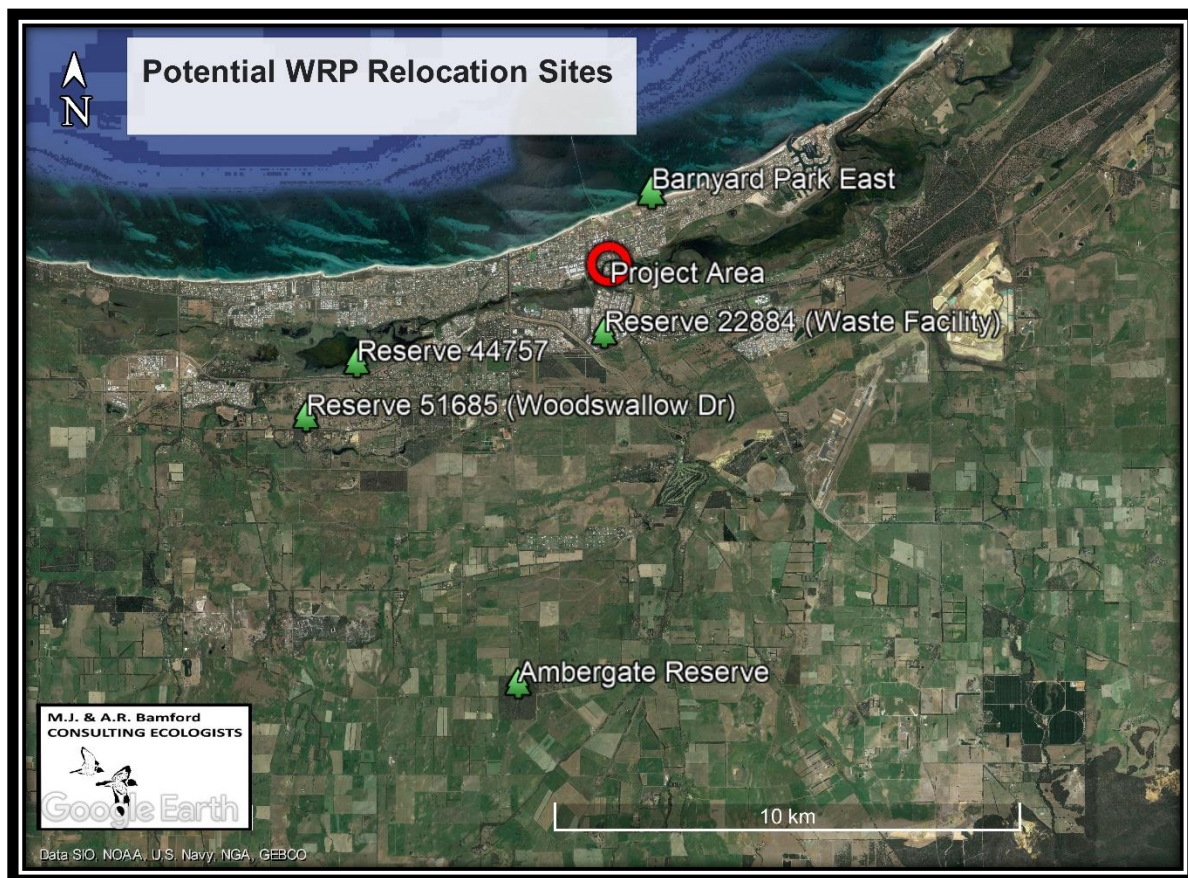 N
Potential WRP Relocation Sites
Barnyard Park East
Project Area
Reserve 22884 (Waste Facility)
Reserve 44757
Reserve 51685 (Woodswallow Dr)
Ambergate Reserve
M.J. & A.R. Bamford
CONSULTING ECOLOGISTS
Google Earth
10 km
Data SIO, NOAA, U.S. Navy, NGA, GEBCO